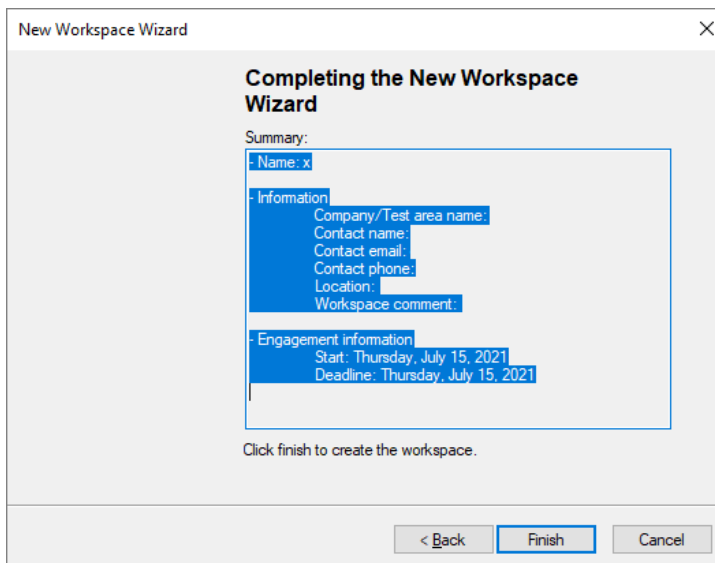 New Workspace Wizard
Completing the New Workspace
Wizard
Summary:
- Name: x
- Information
Company/Test area name:
Contact name:
Contact email:
Contact phone:
Location:
Workspace comment:
- Engagement information
Start: Thursday, July 15, 2021
Deadline: Thursday, July 15, 2021
Click finish to create the workspace.
< Back
Finish
Cancel